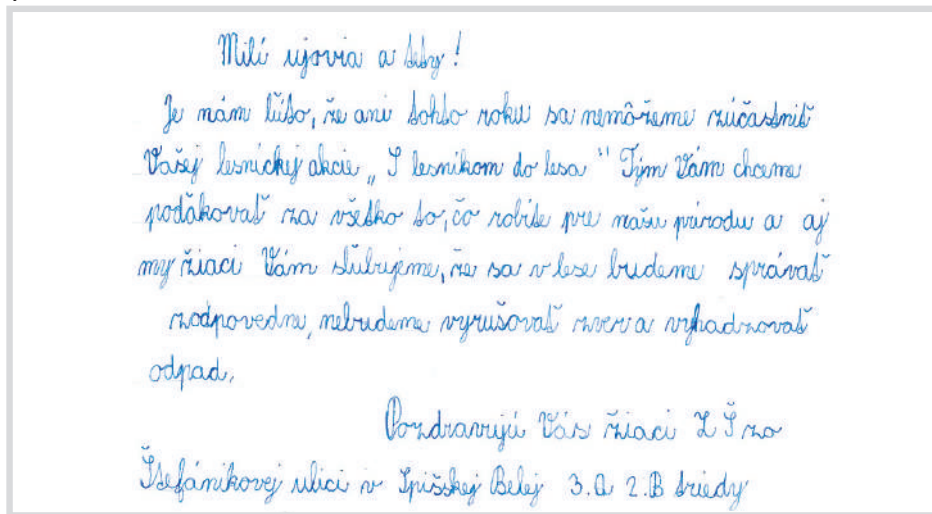 Milí ujovia a tety!
Je nám ľúto, že ani tohto roku sa nemôžeme zúčastniť
Vašej lesníckej akcie „S lesníkom do lesa“ Tým Vám chceme
poďakovať za všetko to, čo robíte pre našu prírodu a aj
my žiaci Vám sľubujeme, že sa v lese budeme správať
zodpovedne, nebudeme vyrušovať zver a vyhadzovať
odpad.
Pozdravujú Vás žiaci ZŠ zo
Štefánikovej ulici v Spišskej Belej 3.A 2.B triedy